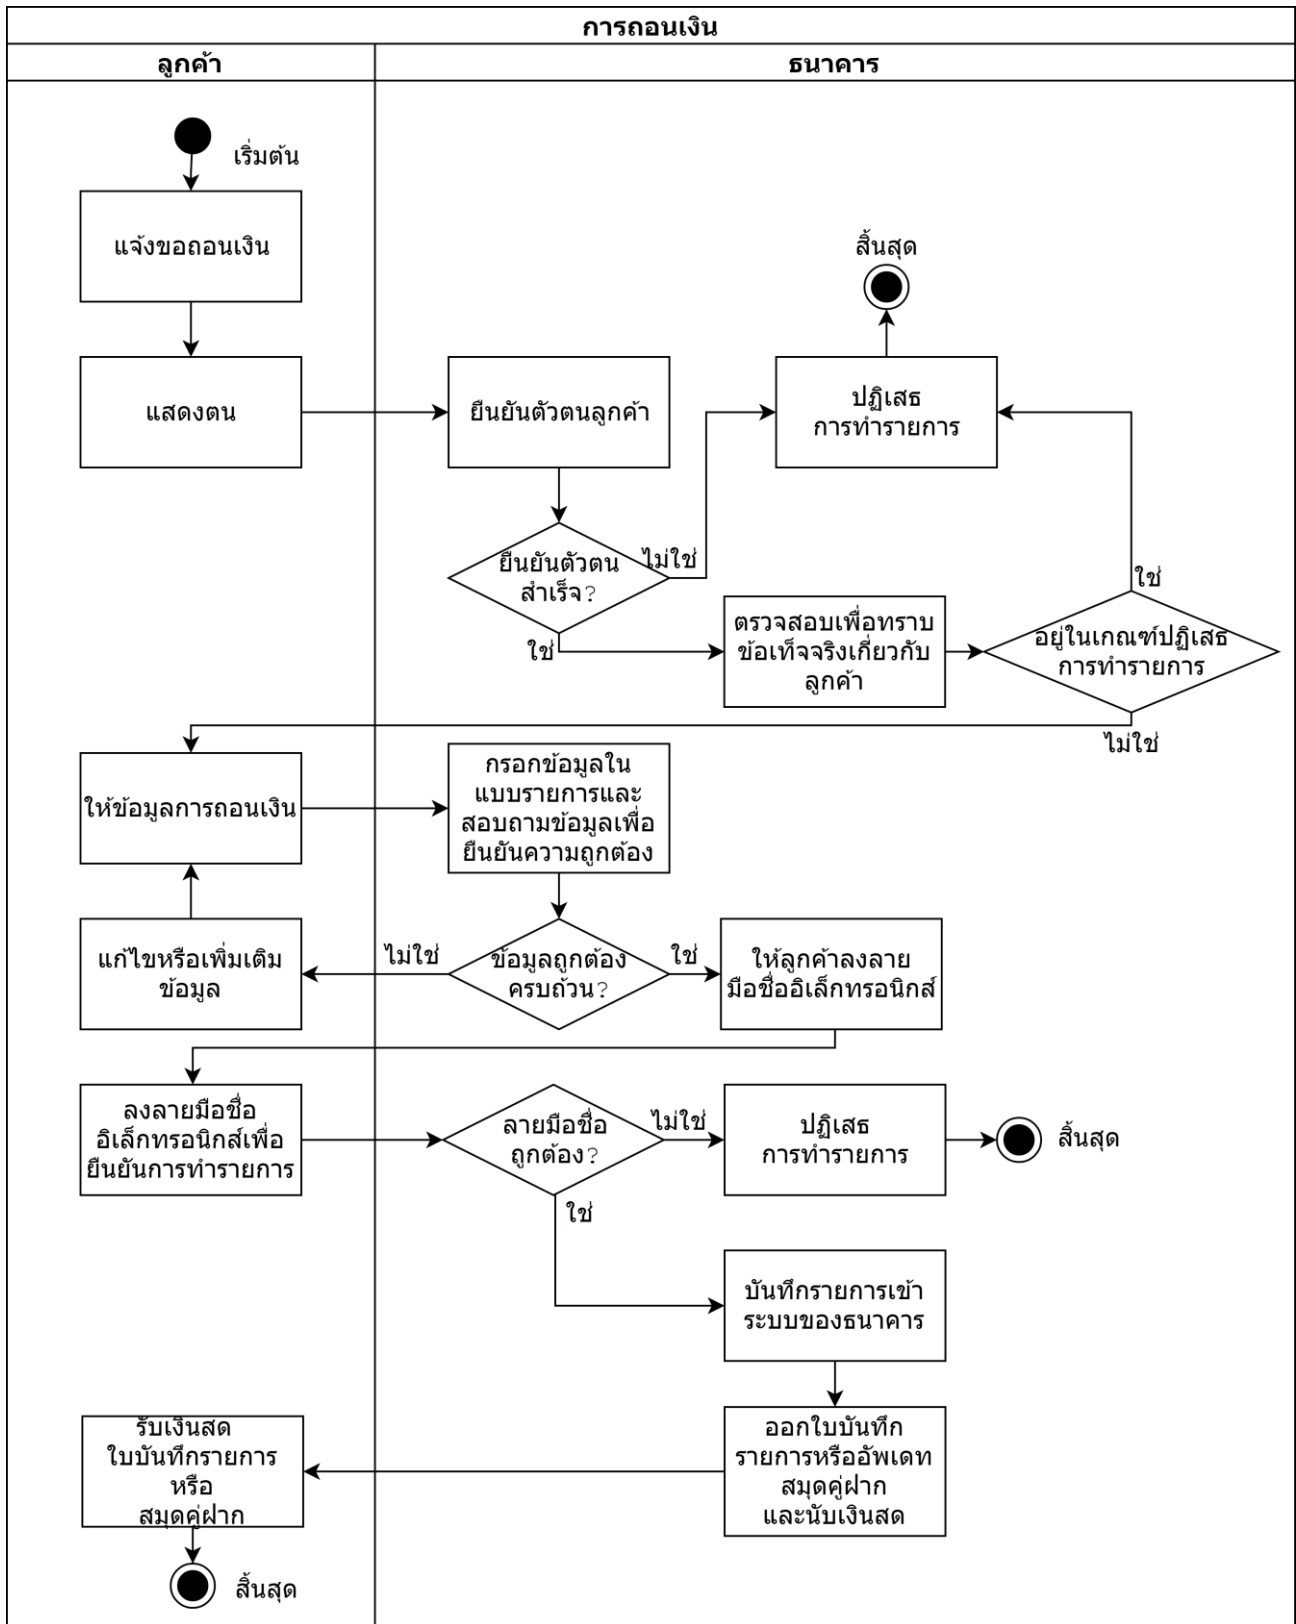 การถอนเงิน
ลูกค้า
ธนาคาร
เริ่มต้น
แจ้งขอถอนเงิน
สิ้นสุด
แสดงตน
ยืนยันตัวตนลูกค้า
ปฏิเสธ
การทำรายการ
ยืนยันตัวตน
สำเร็จ?
ไม่ใช่
ใช่
ตรวจสอบเพื่อทราบ
ข้อเท็จจริงเกี่ยวกับ
ลูกค้า
ใช่
อยู่ในเกณฑ์ปฏิเสธ
การทำรายการ
ไม่ใช่
ให้ข้อมูลการถอนเงิน
กรอกข้อมูลใน
แบบรายการและ
สอบถามข้อมูลเพื่อ
ยืนยันความถูกต้อง
แก้ไขหรือเพิ่มเติม
ข้อมูล
ไม่ใช่
ข้อมูลถูกต้อง
ครบถ้วน?
ใช่
ให้ลูกค้าลงลาย
มือชื่ออิเล็กทรอนิกส์
ลงลายมือชื่อ
อิเล็กทรอนิกส์เพื่อ
ยืนยันการทำรายการ
ลายมือชื่อ
ถูกต้อง?
ไม่ใช่
ปฏิเสธ
การทำรายการ
สิ้นสุด
ใช่
บันทึกรายการเข้า
ระบบของธนาคาร
รับเงินสด
ใบบันทึกรายการ
หรือ
สมุดคู่ฝาก
ออกใบบันทึก
รายการหรืออัพเดท
สมุดคู่ฝาก
และนับเงินสด
สิ้นสุด